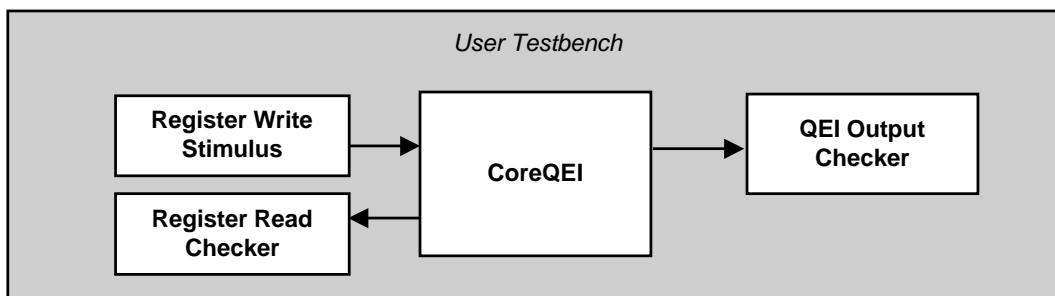 User Testbench
Register Write
Stimulus
CoreQEI
QEI Output
Checker
Register Read
Checker